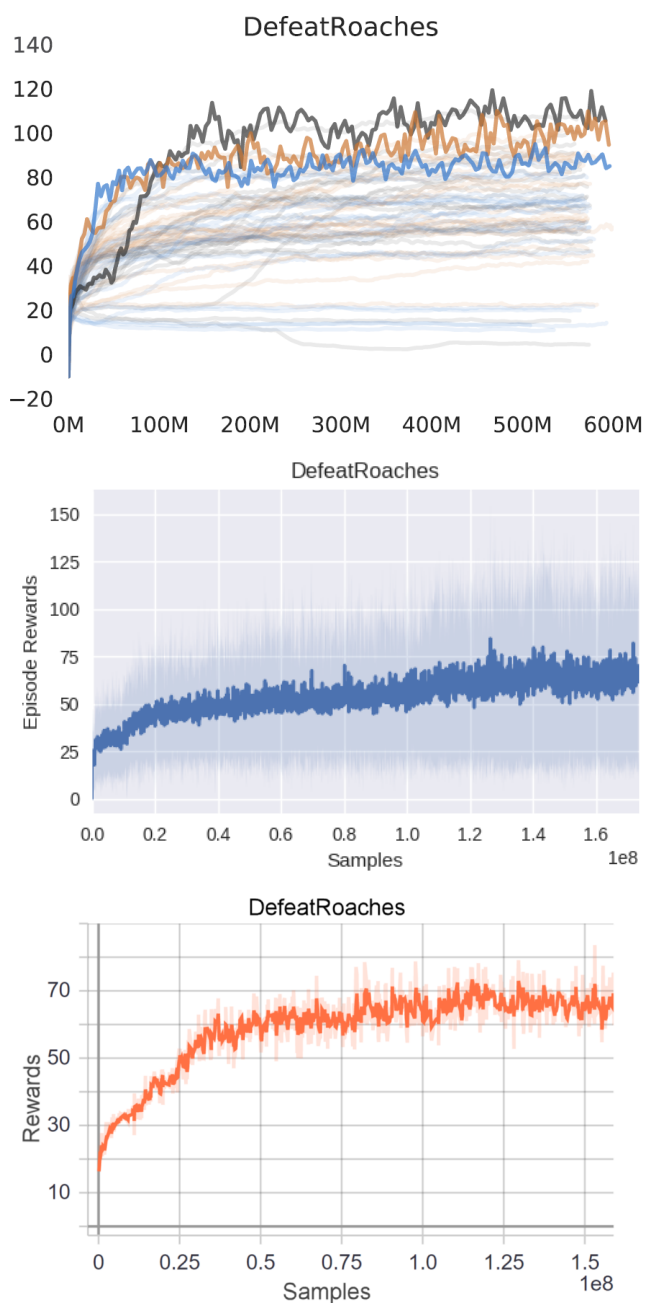 DefeatRoaches
140
120
100
80
60
40
20
0
−20
0M 100M 200M 300M 400M 500M 600M
DefeatRoaches
150
125
100
75
50
25
0
Episode Rewards
0.0 0.2 0.4 0.6 0.8 1.0 1.2 1.4 1.6
1e8
Samples
DefeatRoaches
70
50
30
10
Rewards
0 0.25 0.5 0.75 1.0 1.25 1.5
1e8
Samples